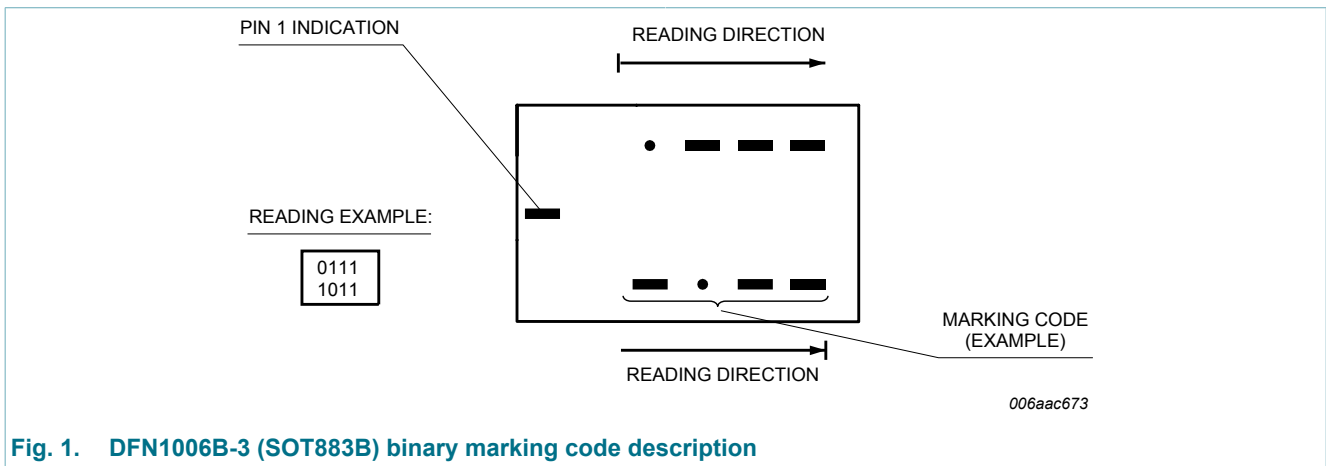 PIN 1 INDICATION
READING DIRECTION
READING EXAMPLE:
0111
1011
MARKING CODE
(EXAMPLE)
READING DIRECTION
006aac673
Fig. 1. DFN1006B-3 (SOT883B) binary marking code description